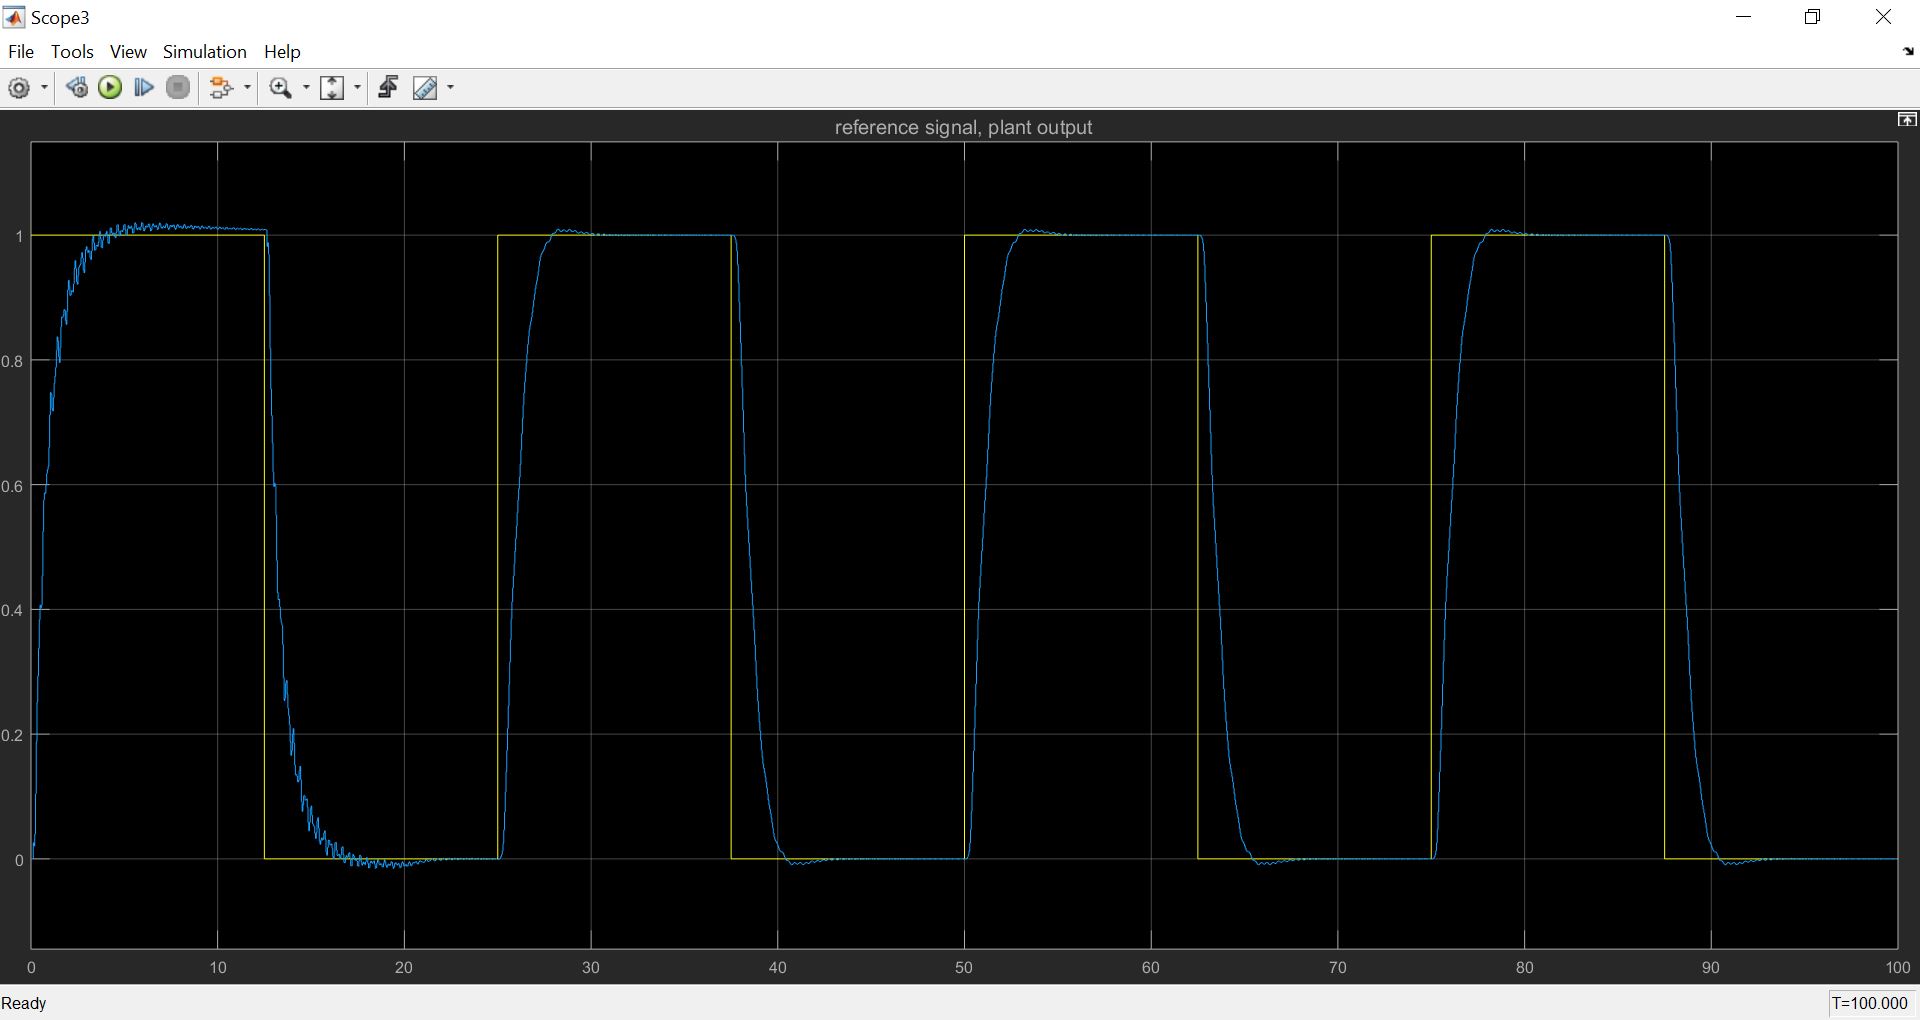 Scope3
File Tools View Simulation Help
reference signal, plant output
1
0.8
0.6
0.4
0.2
0
0 10 20 30 40 50 60 70 80 90 100
Ready T=100.000